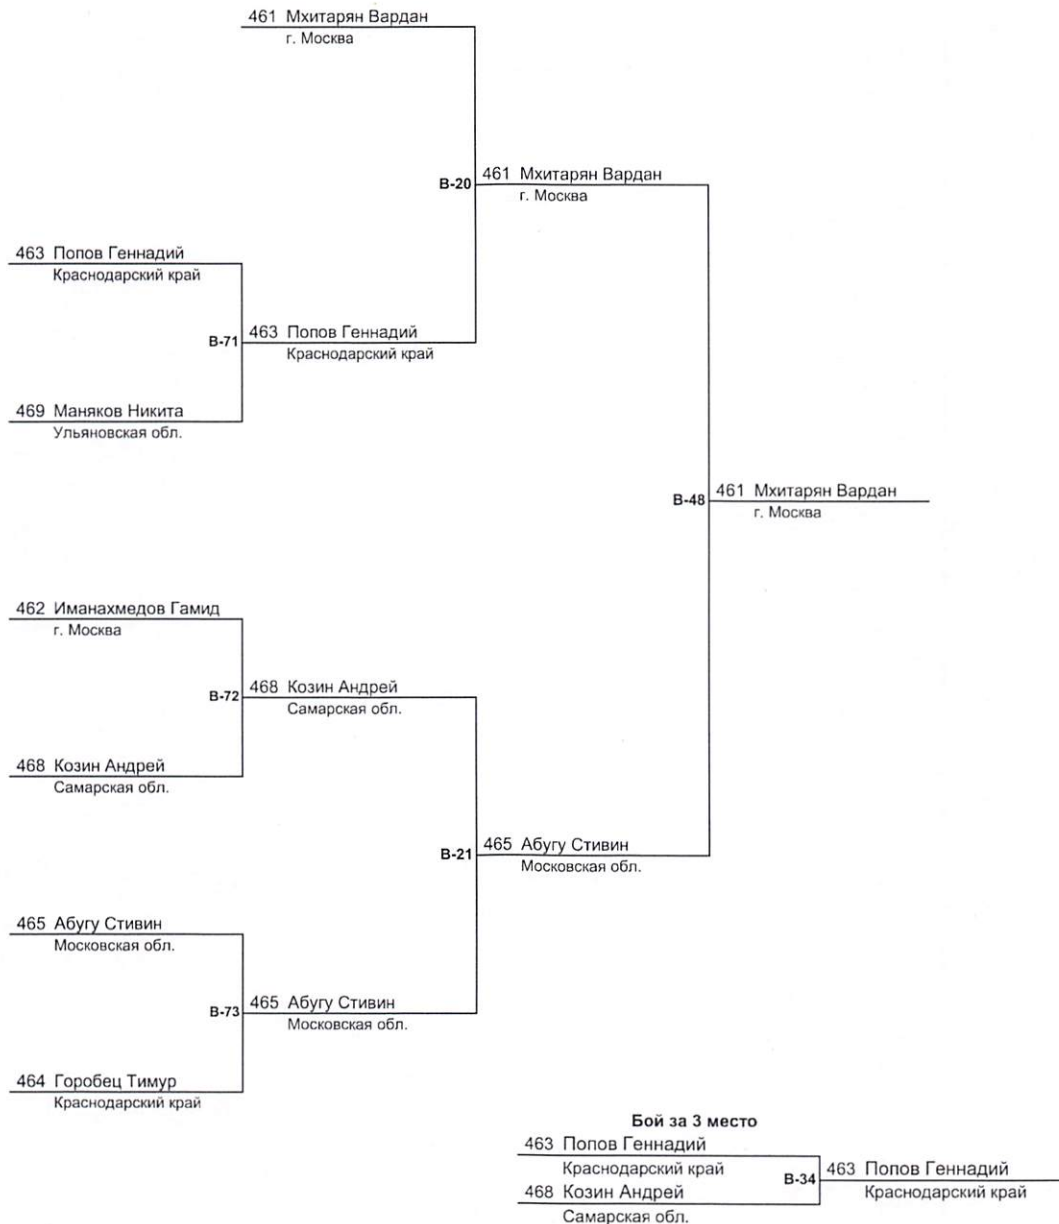 461 Мхитарян Вардан
г. Москва
В-20
461 Мхитарян Вардан
г. Москва
463 Попов Геннадий
Краснодарский край
В-71
463 Попов Геннадий
Краснодарский край
469 Маняков Никита
Ульяновская обл.
В-48
461 Мхитарян Вардан
г. Москва
462 Иманахмедов Гамид
г. Москва
В-72
468 Козин Андрей
Самарская обл.
468 Козин Андрей
Самарская обл.
В-21
465 Абугу Стивин
Московская обл.
465 Абугу Стивин
Московская обл.
В-73
465 Абугу Стивин
Московская обл.
464 Горобец Тимур
Краснодарский край
Бой за 3 место
463 Попов Геннадий
Краснодарский край
В-34
463 Попов Геннадий
Краснодарский край
468 Козин Андрей
Самарская обл.